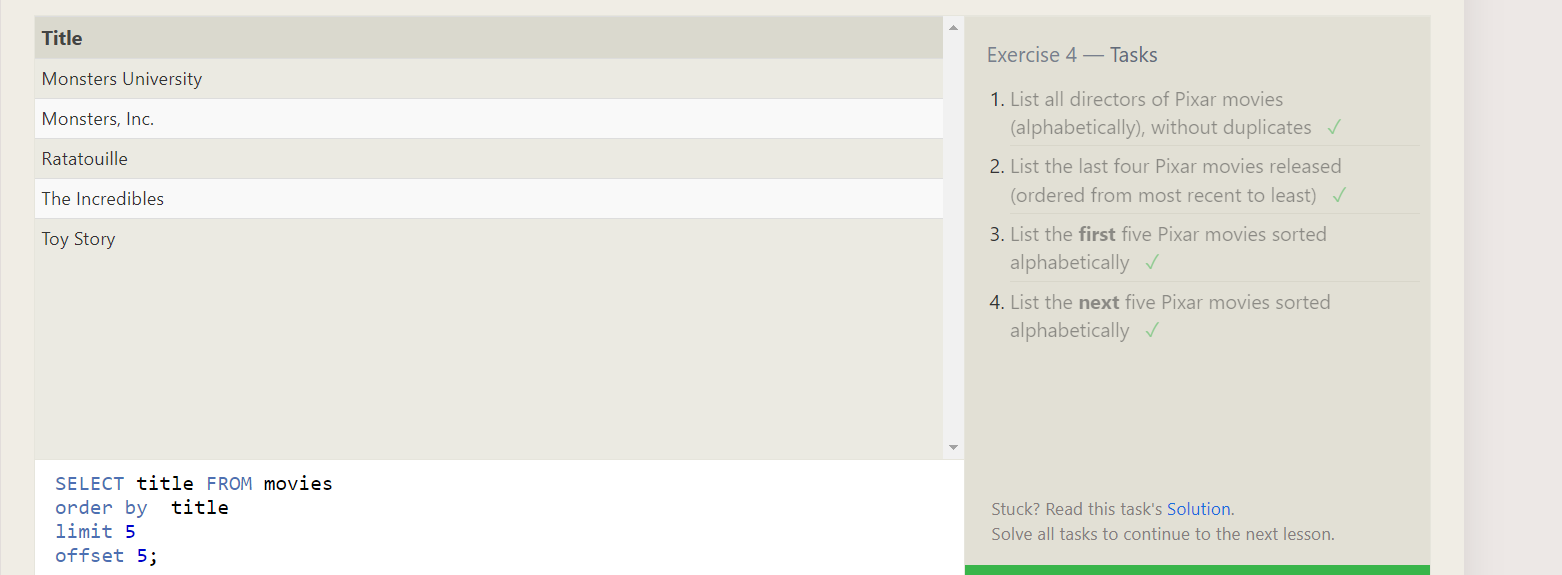 Title
Monsters University
Monsters, Inc.
Ratatouille
The Incredibles
Toy Story
SELECT title FROM movies
order by  title
limit 5
offset 5;
Exercise 4 — Tasks
1. List all directors of Pixar movies
(alphabetically), without duplicates ✓
2. List the last four Pixar movies released
(ordered from most recent to least) ✓
3. List the first five Pixar movies sorted
alphabetically ✓
4. List the next five Pixar movies sorted
alphabetically ✓
Stuck? Read this task's Solution.
Solve all tasks to continue to the next lesson.